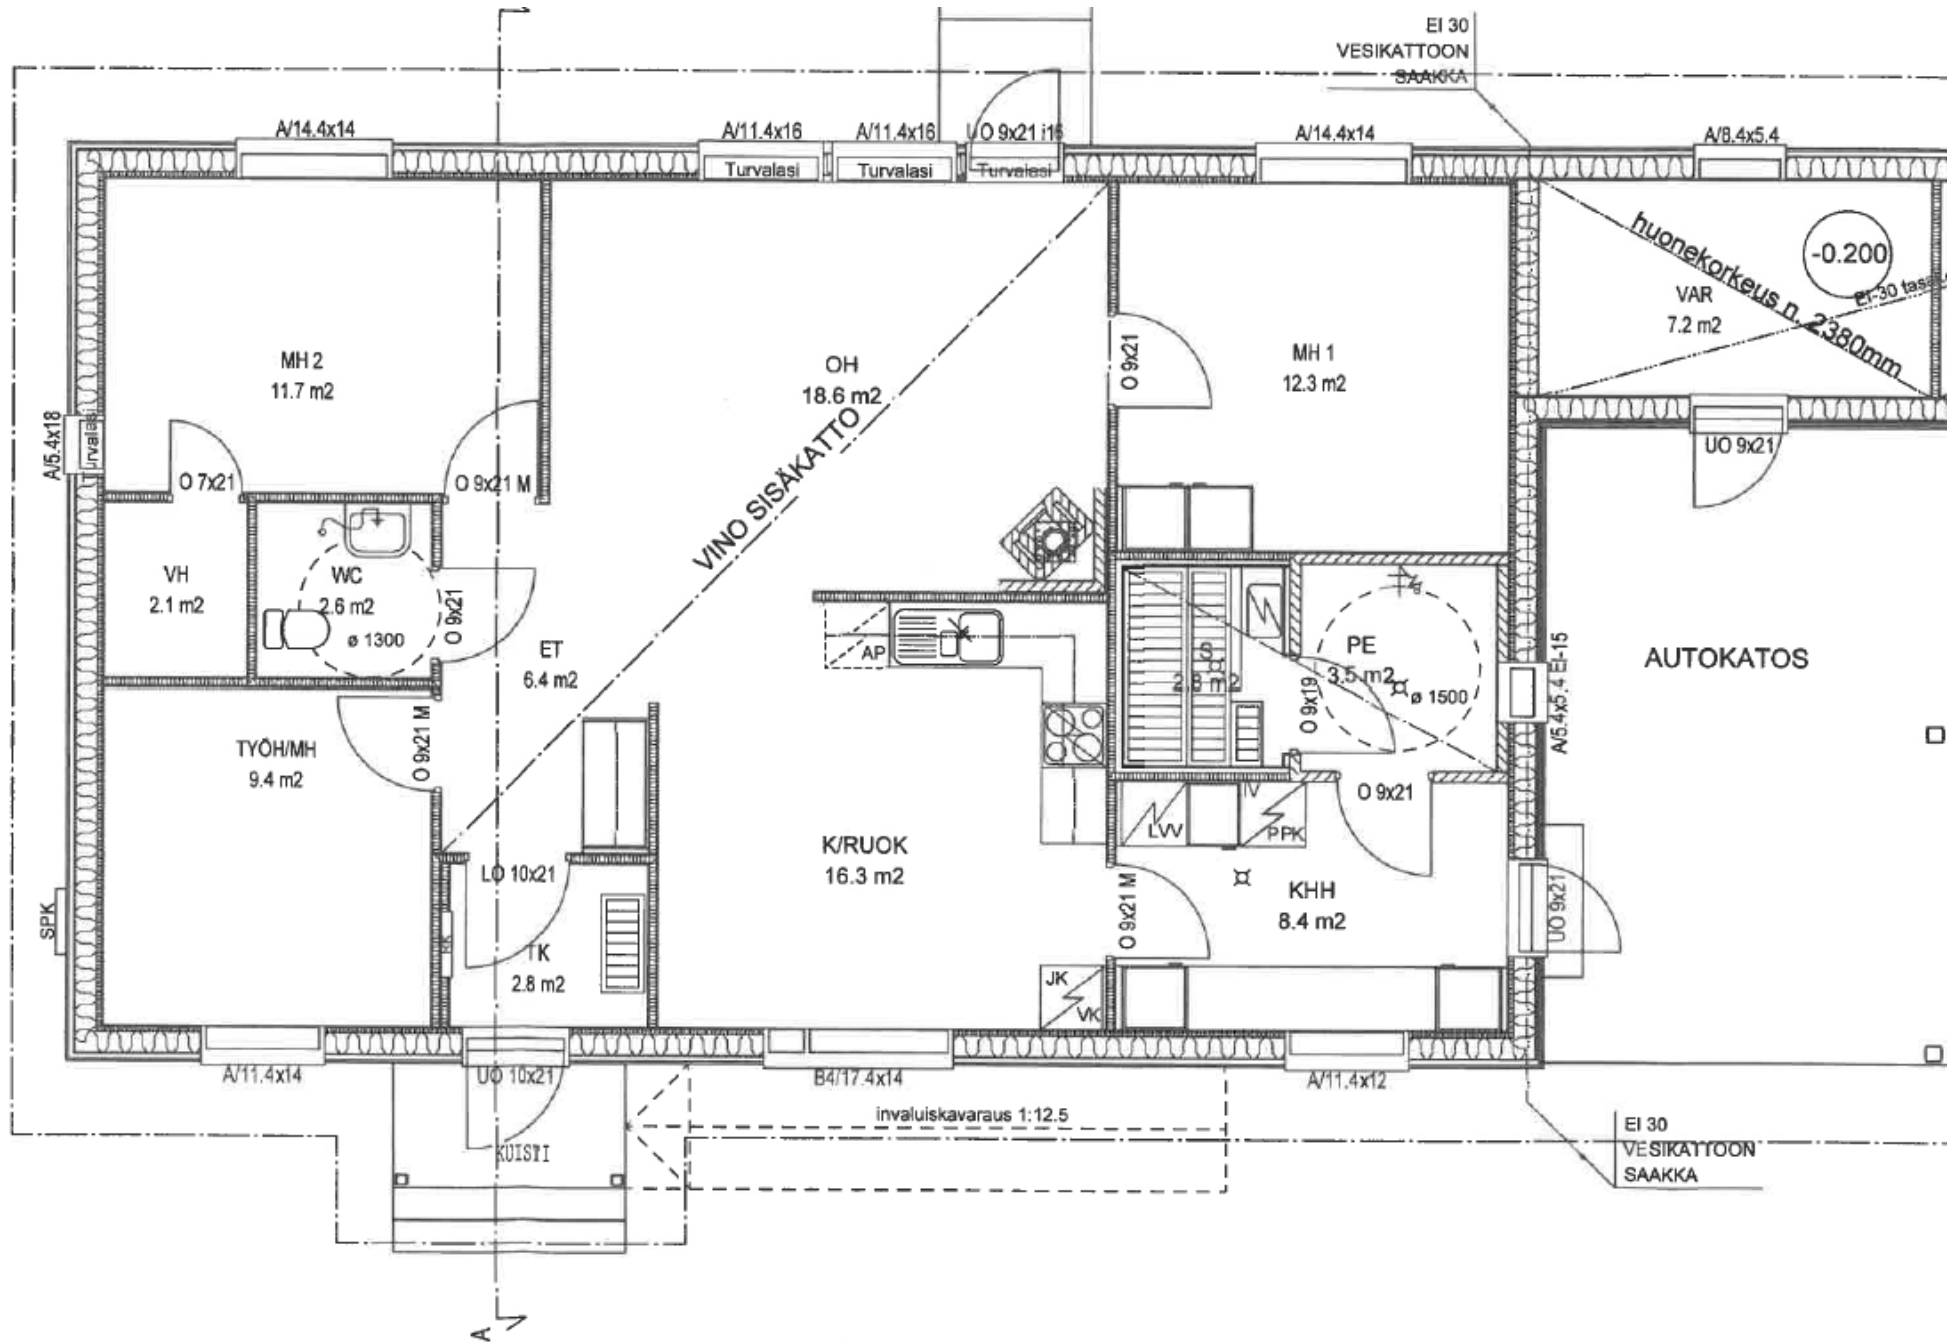 EI 30
VESIKATTOON
SAAKKA
A/14.4x14
A/11.4x16
A/11.4x16
UO 9x21 i16
A/14.4x14
A/8.4x5.4
Turvalasi
Turvalasi
Turvalasi
huonekorkeus n. 2380mm
-0.200
EI-30
VAR
7.2 m2
MH 2
11.7 m2
OH
18.6 m2
O 9x21
MH 1
12.3 m2
A/5.4x18
O 7x21
O 9x21 M
VINO SISÄKATTO
UO 9x21
VH
2.1 m2
WC
2.6 m2
ø 1300
O 9x21
ET
6.4 m2
AP
S
2.8 m2
PE
3.5 m2
ø 1500
O 9x19
A/5.4x5.4 EI-15
AUTOKATOS
TYÖH/MH
9.4 m2
O 9x21 M
O 9x21
LVV
IV
PPK
K/RUOK
16.3 m2
LO 10x21
KHH
8.4 m2
O 9x21 M
UO 9x21
SPK
TK
2.8 m2
JK
VK
A/11.4x14
UO 10x21
B4/17.4x14
A/11.4x12
invaluiskavaraus 1:12.5
KUISTI
EI 30
VESIKATTOON
SAAKKA
A